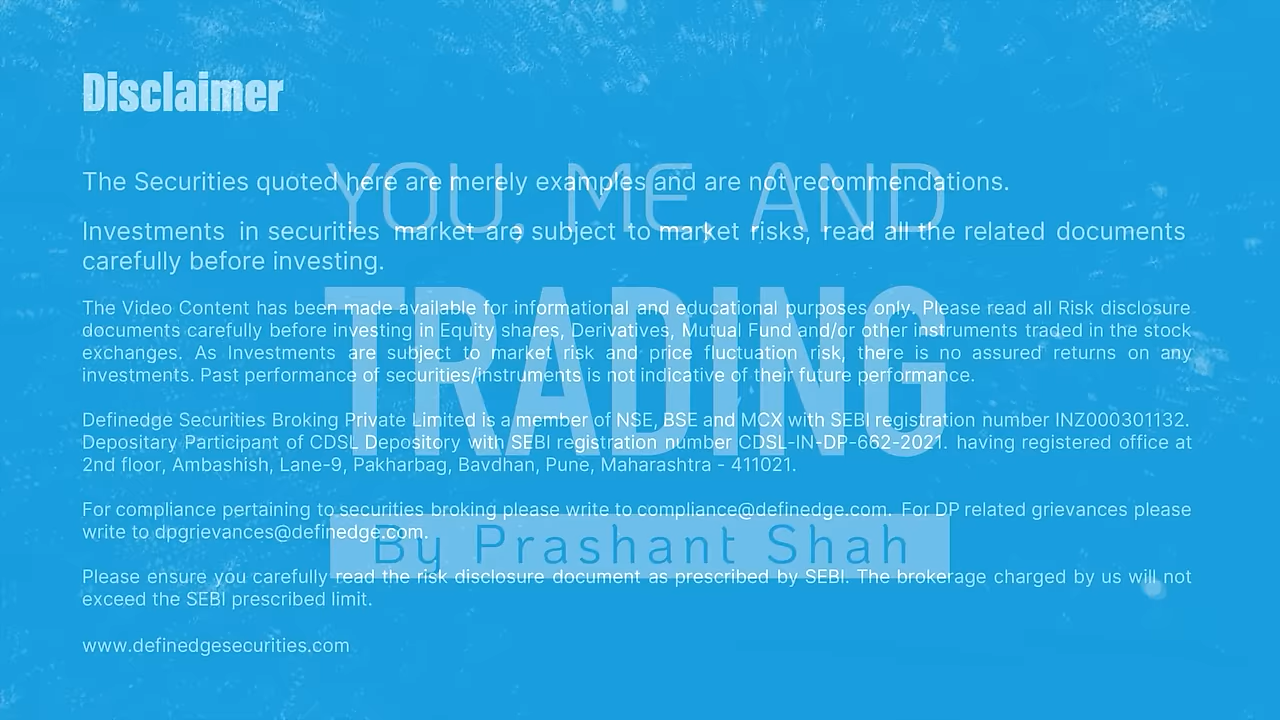 Disclaimer
The Securities quoted here are merely examples and are not recommendations.
Investments in securities market are subject to market risks, read all the related documents
carefully before investing.
The Video Content has been made available for informational and educational purposes only. Please read all Risk disclosure
documents carefully before investing in Equity shares, Derivatives, Mutual Fund and/or other instruments traded in the stock
exchanges. As Investments are subject to market risk and price fluctuation risk, there is no assured returns on any
investments. Past performance of securities/instruments is not indicative of their future performance.
Definedge Securities Broking Private Limited is a member of NSE, BSE and MCX with SEBI registration number INZ000301132.
Depositary Participant of CDSL Depository with SEBI registration number CDSL-IN-DP-662-2021. having registered office at
2nd floor, Ambashish, Lane-9, Pakharbag, Bavdhan, Pune, Maharashtra - 411021.
For compliance pertaining to securities broking please write to compliance@definedge.com. For DP related grievances please
write to dpgrievances@definedge.com.
Please ensure you carefully read the risk disclosure document as prescribed by SEBI. The brokerage charged by us will not
exceed the SEBI prescribed limit.
www.definedgesecurities.com
YOU, ME AND
TRADING
By Prashant Shah